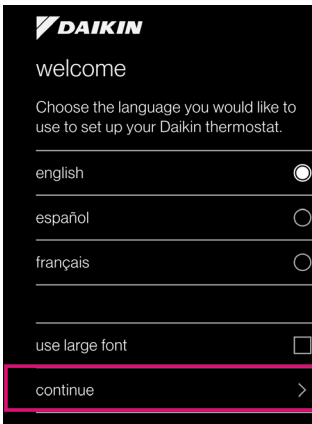 DAIKIN
welcome
Choose the language you would like to
use to set up your Daikin thermostat.
english
español
français
use large font
continue